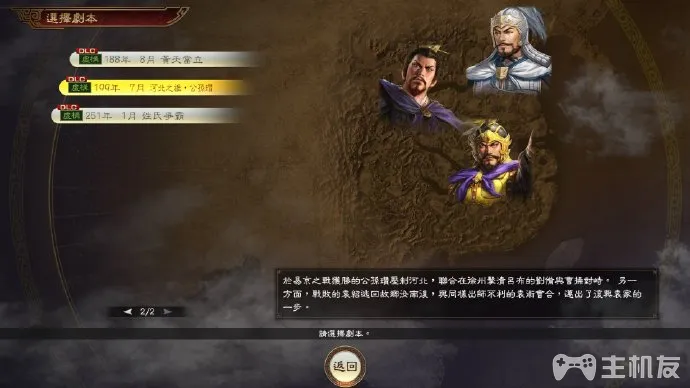 選擇劇本
DLC
虛構 188年 8月 黃天當立
DLC
虛構 199年 7月 河北之雄・公孫瓚
DLC
虛構 251年 1月 姓氏爭霸
於易京之戰獲勝的公孫瓚壓制河北，聯合在徐州擊潰呂布的劉備與曹操對峙。 另一
方面，戰敗的袁紹逃回故鄉汝南後，與同樣出師不利的袁術會合，邁出了復興袁家的
一步。
2/2
請選擇劇本。
返回
主机友